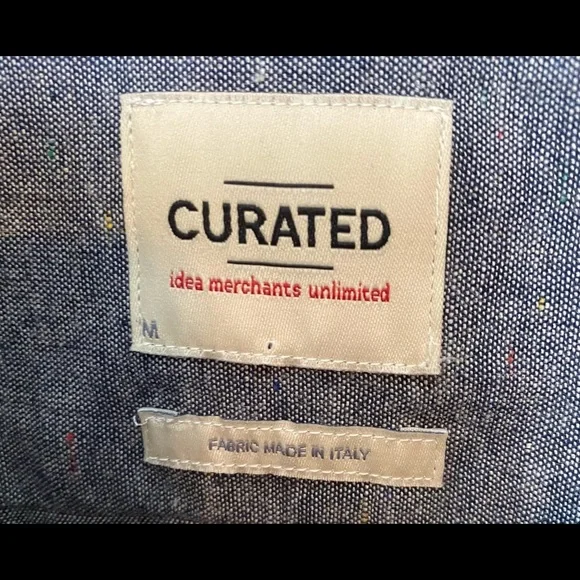 CURATED
idea merchants unlimited
M
FABRIC MADE IN ITALY